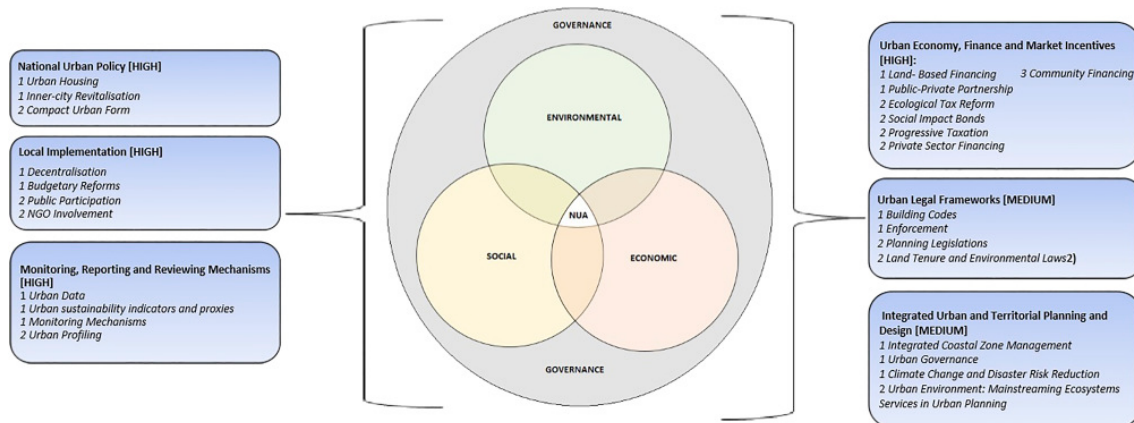 National Urban Policy [HIGH]
1 Urban Housing
1 Inner-city Revitalisation
2 Compact Urban Form
Local Implementation [HIGH]
1 Decentralisation
1 Budgetary Reforms
2 Public Participation
2 NGO Involvement
Monitoring, Reporting and Reviewing Mechanisms
[HIGH]
1 Urban Data
1 Urban sustainability indicators and proxies
1 Monitoring Mechanisms
2 Urban Profiling
GOVERNANCE
ENVIRONMENTAL
NUA
SOCIAL
ECONOMIC
GOVERNANCE
Urban Economy, Finance and Market Incentives
[HIGH]:
1 Land- Based Financing 3 Community Financing
1 Public-Private Partnership
2 Ecological Tax Reform
2 Social Impact Bonds
2 Progressive Taxation
2 Private Sector Financing
Urban Legal Frameworks [MEDIUM]
1 Building Codes
1 Enforcement
2 Planning Legislations
2 Land Tenure and Environmental Laws2)
Integrated Urban and Territorial Planning and
Design [MEDIUM]
1 Integrated Coastal Zone Management
1 Urban Governance
1 Climate Change and Disaster Risk Reduction
2 Urban Environment: Mainstreaming Ecosystems
Services in Urban Planning